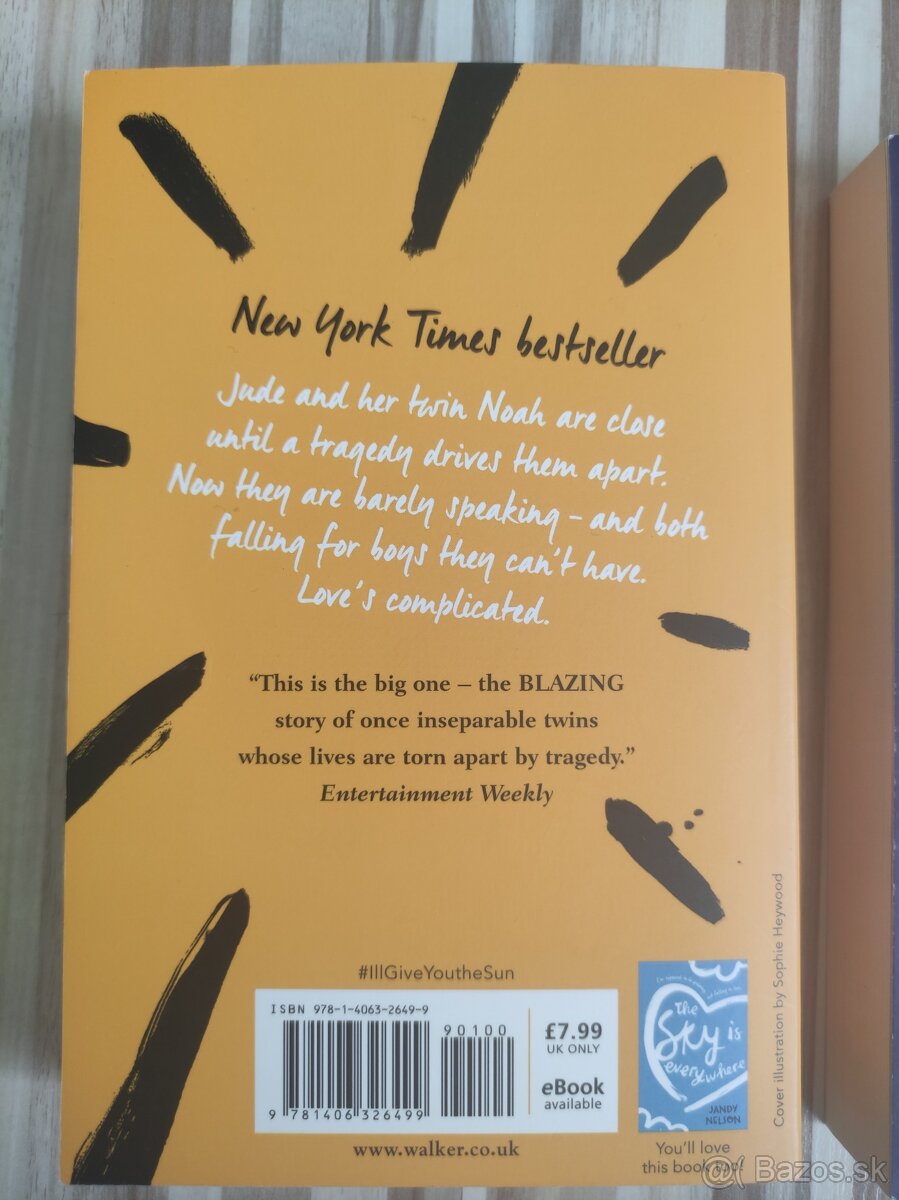 New York Times bestseller
Jude and her twin Noah are close
until a tragedy drives them apart.
Now they are barely speaking – and both
falling for boys they can't have.
Love's complicated.
“This is the big one – the BLAZING
story of once inseparable twins
whose lives are torn apart by tragedy.”
Entertainment Weekly
#IllGiveYoutheSun
ISBN 978-1-4063-2649-9
90100
9 781406 326499
£7.99
UK ONLY
eBook
available
www.walker.co.uk
The
Sky is
everywhere
JANDY
NELSON
You'll love
this book too!
Cover illustration by Sophie Heywood
Bazos.sk